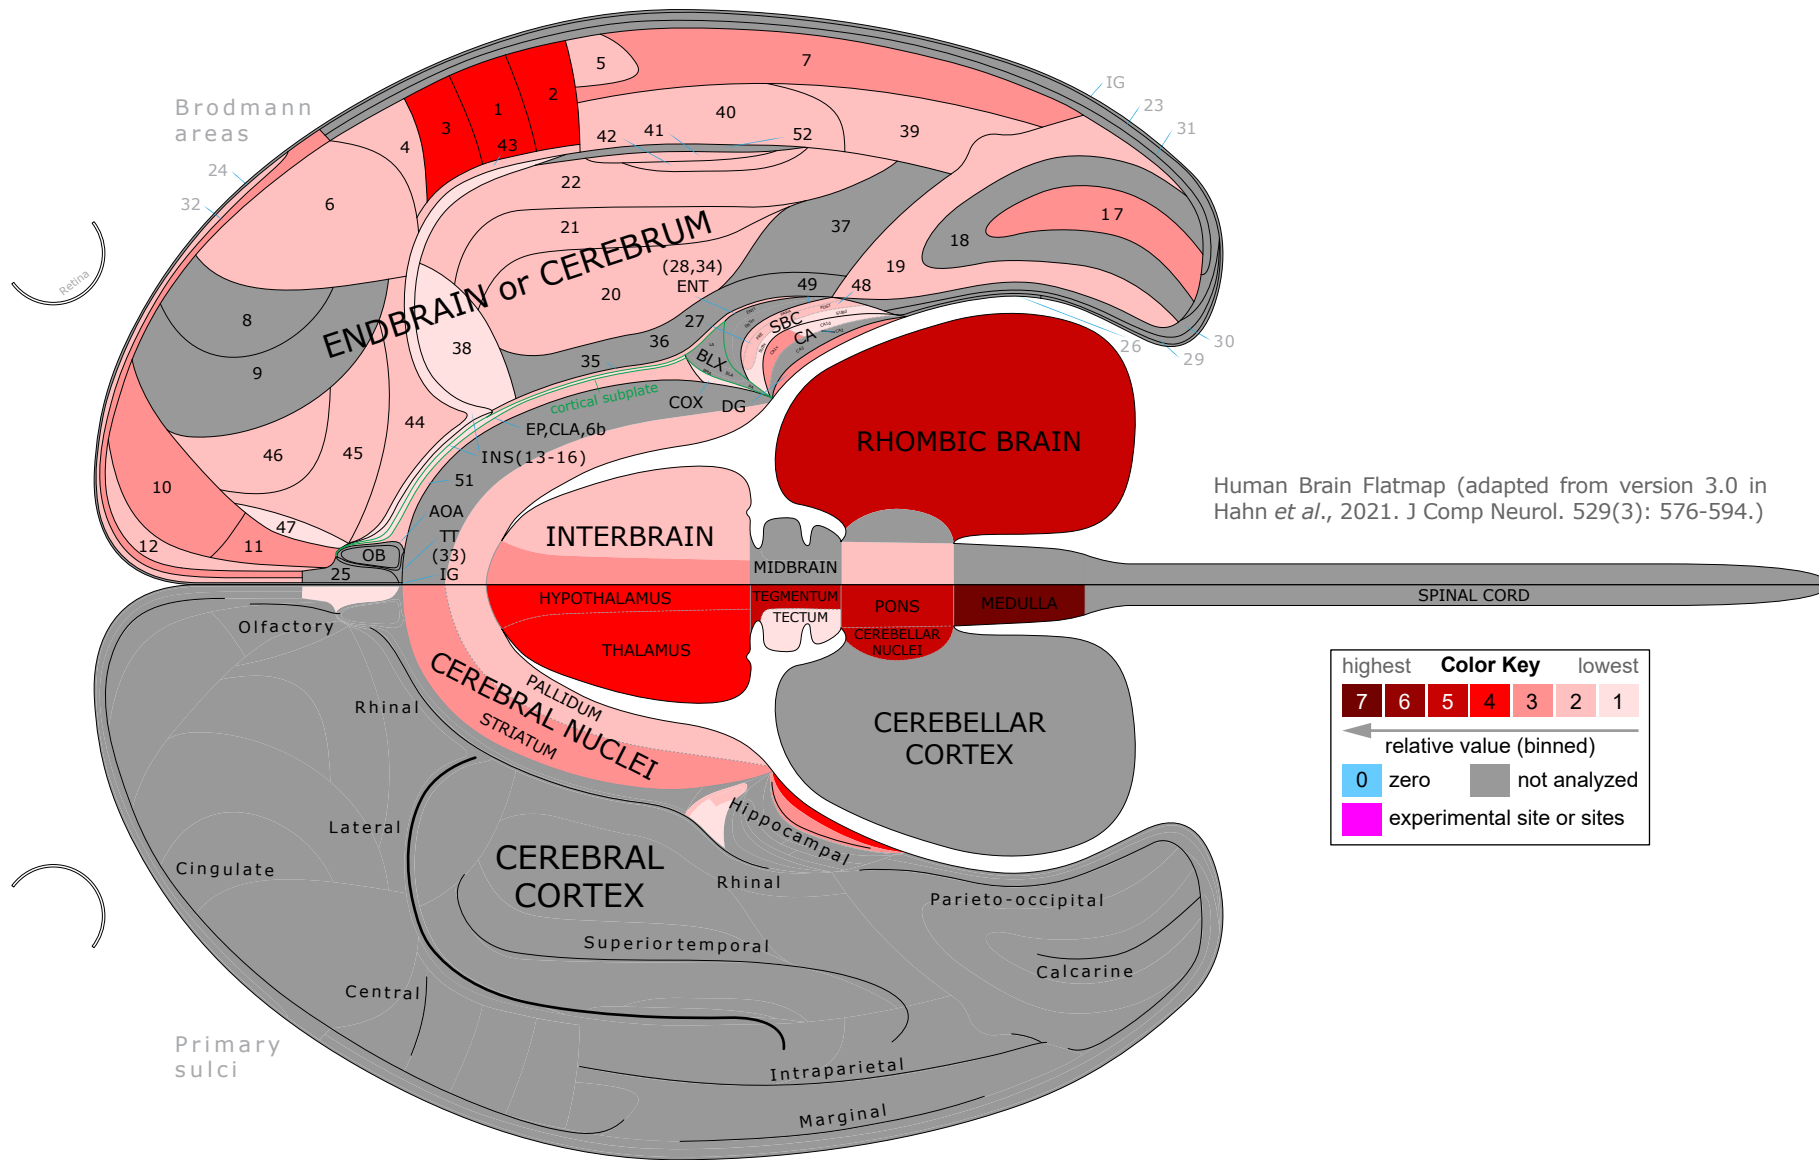 Brodmann
areas
5
7
IG
23
31
3
1
2
4
43
42
41
40
52
39
24
32
6
22
21
37
17
18
19
Retina
(28,34)
ENT
49
48
20
ENDBRAIN or CEREBRUM
8
27
SBC
CA
38
36
35
BLX
9
26
30
29
cortical subplate
COX
DG
EP,CLA,6b
INS(13-16)
44
45
46
51
10
AOA
TT
(33)
IG
47
12
11
OB
25
RHOMBIC BRAIN
INTERBRAIN
MIDBRAIN
Human Brain Flatmap (adapted from version 3.0 in
Hahn et al., 2021. J Comp Neurol. 529(3): 576-594.)
HYPOTHALAMUS
TEGMENTUM
TECTUM
PONS
MEDULLA
SPINAL CORD
THALAMUS
CEREBELLAR
NUCLEI
Olfactory
Rhinal
PALLIDUM
CEREBRAL NUCLEI
STRIATUM
CEREBELLAR
CORTEX
Lateral
Hippocampal
Cingulate
CEREBRAL
CORTEX
Rhinal
Parieto-occipital
Superior temporal
Calcarine
Central
Primary
sulci
Intraparietal
Marginal
highest Color Key lowest
7 6 5 4 3 2 1
relative value (binned)
0 zero not analyzed
experimental site or sites